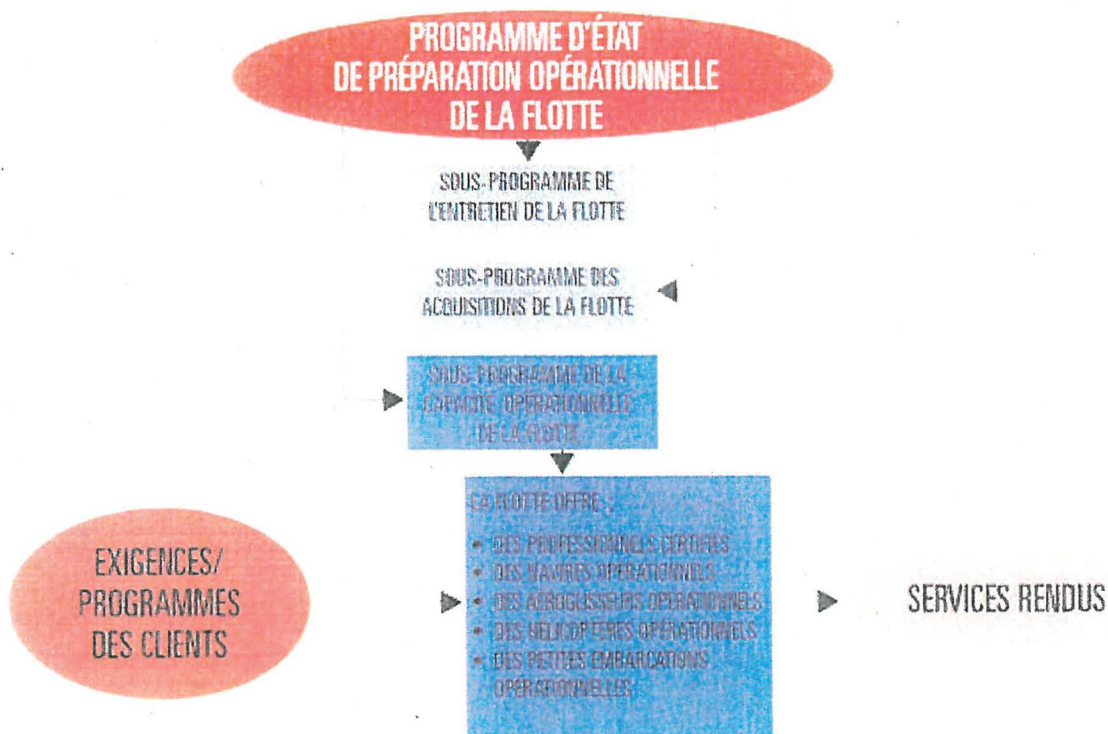 PROGRAMME D'ÉTAT
DE PRÉPARATION OPÉRATIONNELLE
DE LA FLOTTE
SOUS-PROGRAMME DE
L'ENTRETIEN DE LA FLOTTE
SOUS-PROGRAMME DES
ACQUISITIONS DE LA FLOTTE
SOUS-PROGRAMME DE LA
CAPACITÉ OPÉRATIONNELLE
DE LA FLOTTE
LA FLOTTE OFFRE :
• DES PROFESSIONNELS CERTIFIÉS
• DES NAVIRES OPÉRATIONNELS
• DES AÉROGLISSEURS OPÉRATIONNELS
• DES HÉLICOPTÈRES OPÉRATIONNELS
• DES PETITES EMBARCATIONS
OPÉRATIONNELLES
EXIGENCES/
PROGRAMMES
DES CLIENTS
SERVICES RENDUS